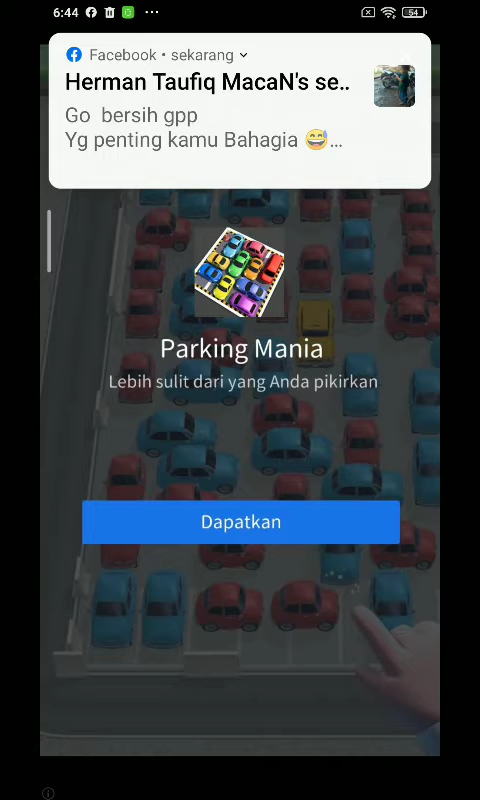 6:44
54
Facebook • sekarang
Herman Taufiq MacaN's se..
Go bersih gpp
Yg penting kamu Bahagia 😅...
Parking Mania
Lebih sulit dari yang Anda pikirkan
Dapatkan